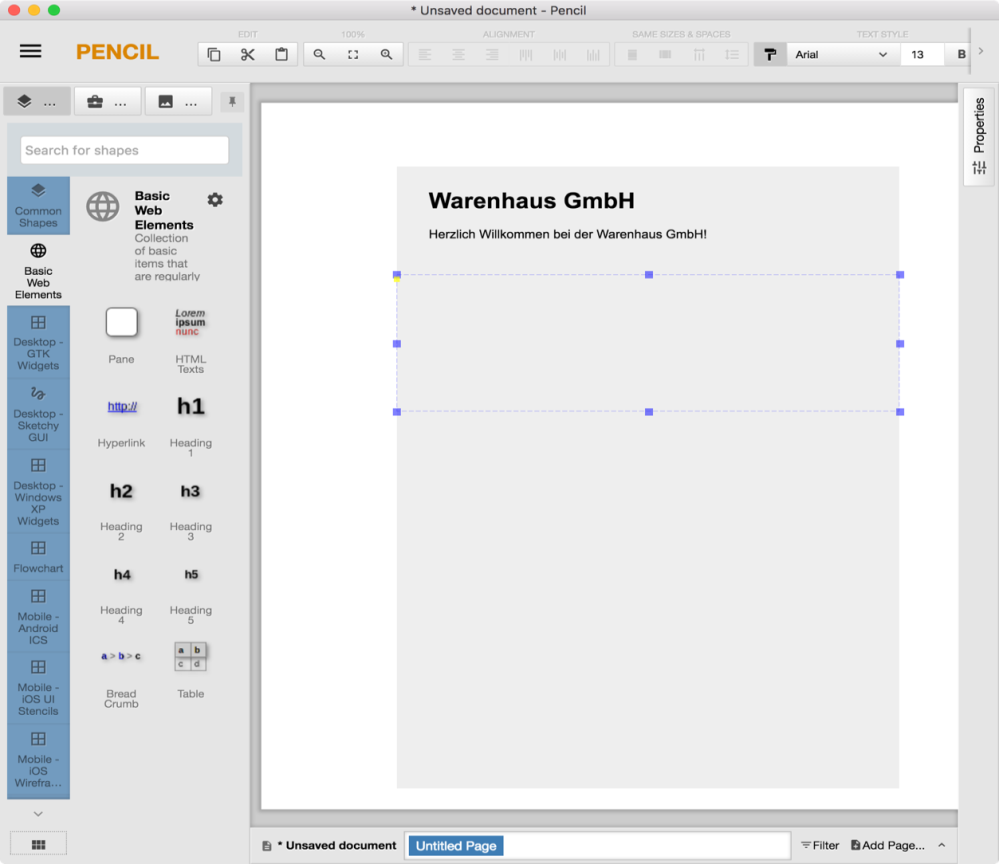 * Unsaved document - Pencil
PENCIL
EDIT
100%
ALIGNMENT
SAME SIZES & SPACES
TEXT STYLE
Arial
13
B
...
...
...
Search for shapes
Common
Shapes
Basic
Web
Elements
Desktop -
GTK
Widgets
Desktop -
Sketchy
GUI
Desktop -
Windows
XP
Widgets
Flowchart
Mobile -
Android
ICS
Mobile -
iOS UI
Stencils
Mobile -
iOS
Wirefra...
Basic
Web
Elements
Collection
of basic
items that
are regularly
Lorem
ipsum
nunc
Pane
HTML
Texts
http://
h1
Hyperlink
Heading
1
h2
h3
Heading
2
Heading
3
h4
h5
Heading
4
Heading
5
a > b > c
a b
c d
Bread
Crumb
Table
Warenhaus GmbH
Herzlich Willkommen bei der Warenhaus GmbH!
Properties
* Unsaved document
Untitled Page
Filter
Add Page...